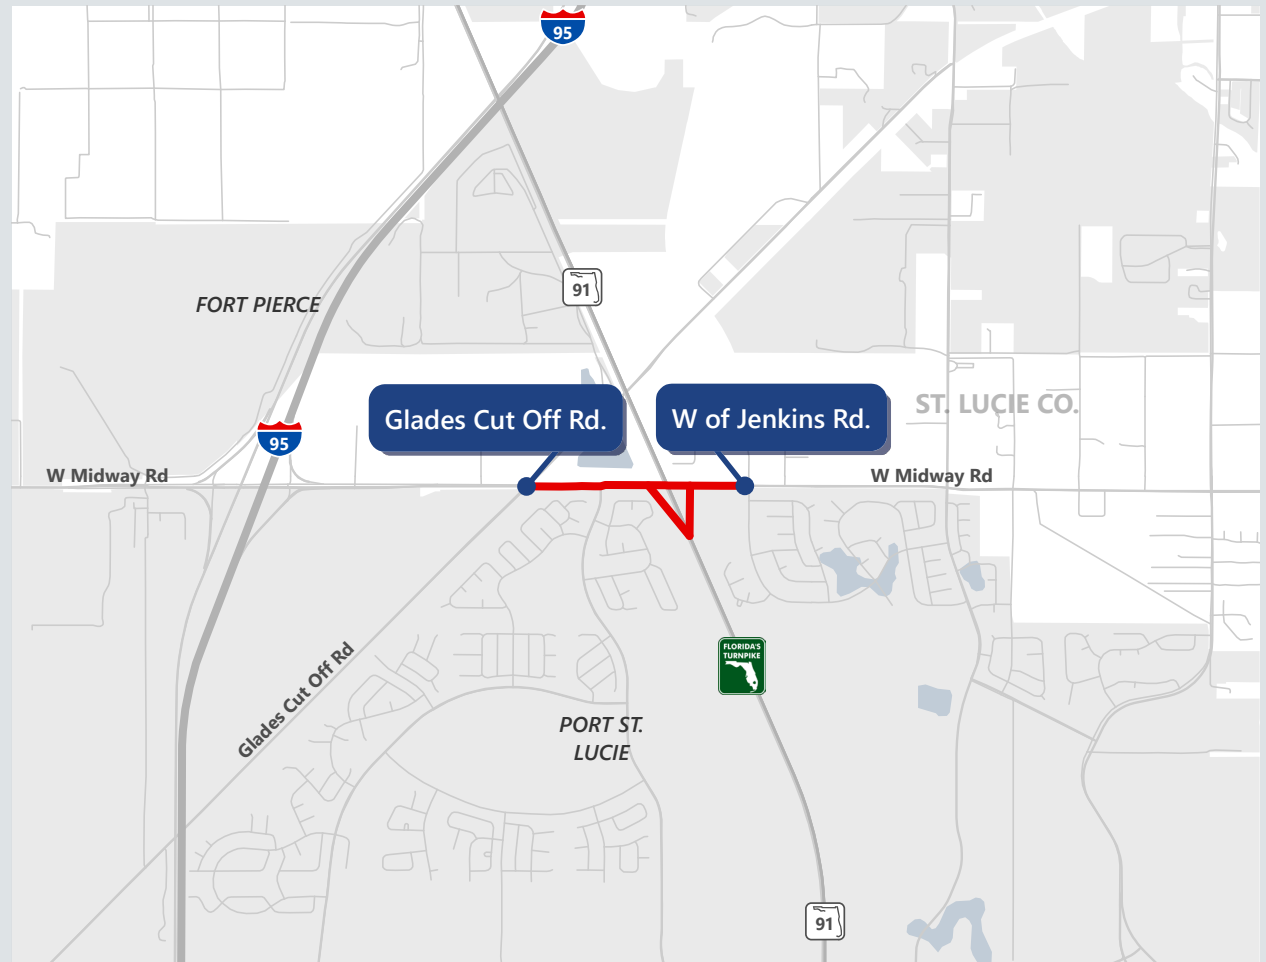 95
91
FORT PIERCE
Glades Cut Off Rd.
W of Jenkins Rd.
ST. LUCIE CO.
95
W Midway Rd
W Midway Rd
FLORIDA'S
TURNPIKE
Glades Cut Off Rd
PORT ST.
LUCIE
91